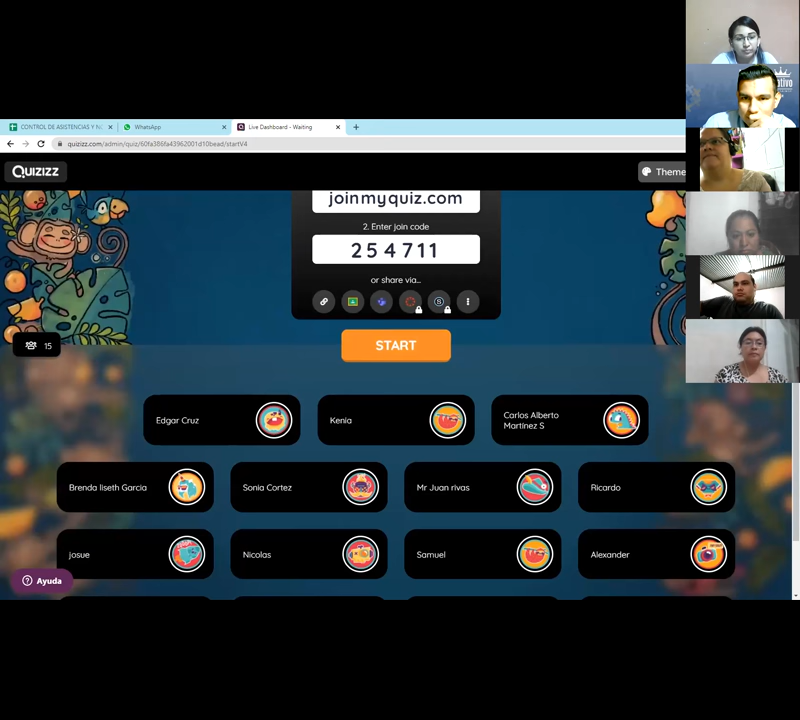 CONTROL DE ASISTENCIAS Y N
WhatsApp
Live Dashboard - Waiting
quizizz.com/admin/quiz/60fa386fa43962001d10bead/startV4
QUIZIZZ
Theme
joinmyquiz.com
2. Enter join code
254711
or share via...
15
START
Edgar Cruz
Kenia
Carlos Alberto
Martínez S
Brenda liseth Garcia
Sonia Cortez
Mr Juan rivas
Ricardo
josue
Nicolas
Samuel
Alexander
Ayuda